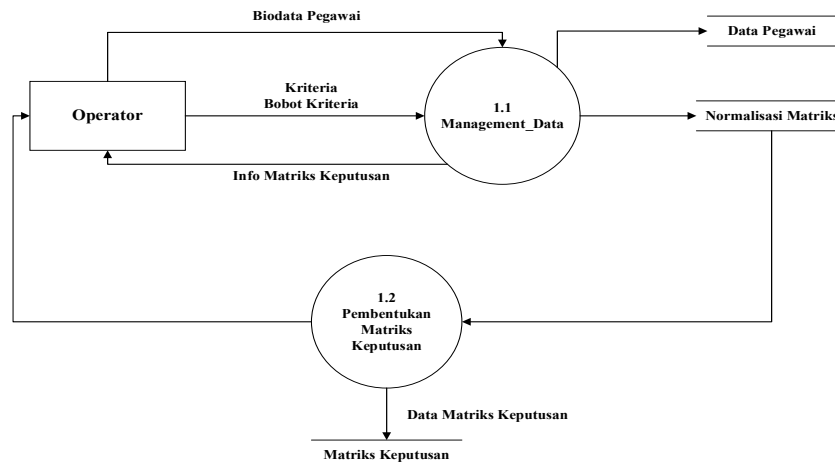 Biodata Pegawai
Data Pegawai
Kriteria
Bobot Kriteria
Operator
1.1
Management_Data
Normalisasi Matriks
Info Matriks Keputusan
1.2
Pembentukan
Matriks
Keputusan
Data Matriks Keputusan
Matriks Keputusan